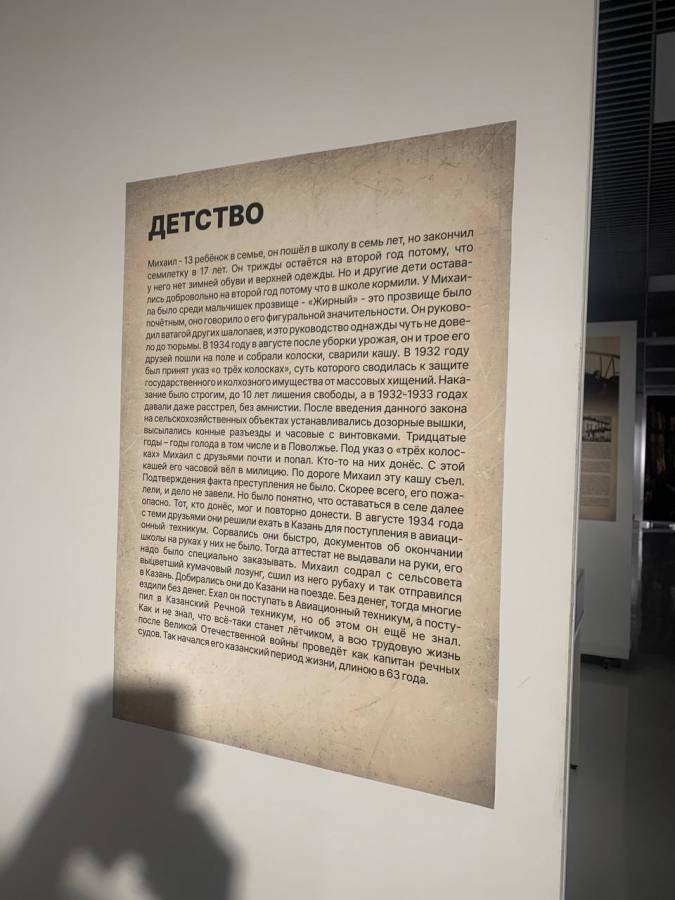 ДЕТСТВО
Михаил - 13 ребёнок в семье, он пошёл в школу в семь лет, но закончил
семилетку в 17 лет. Он трижды остаётся на второй год потому, что
у него нет зимней обуви и верхней одежды. Но и другие дети остава-
лись добровольно на второй год потому что в школе кормили. У Михаи-
ла было среди мальчишек прозвище - «Жирный» - это прозвище было
почётным, оно говорило о его фигуральной значительности. Он руково-
дил ватагой других шалопаев, и это руководство однажды чуть не дове-
ло до тюрьмы. В 1934 году в августе после уборки урожая, он и трое его
друзей пошли на поле и собрали колоски, сварили кашу. В 1932 году
был принят указ «о трёх колосках», суть которого сводилась к защите
государственного и колхозного имущества от массовых хищений. Нака-
зание было строгим, до 10 лет лишения свободы, а в 1932-1933 годах
давали даже расстрел, без амнистии. После введения данного закона
на сельскохозяйственных объектах устанавливались дозорные вышки,
высылались конные разъезды и часовые с винтовками. Тридцатые
годы – годы голода в том числе и в Поволжье. Под указ о «трёх колос-
ках» Михаил с друзьями почти и попал. Кто-то на них донёс. С этой
кашей его часовой вёл в милицию. По дороге Михаил эту кашу съел.
Подтверждения факта преступления не было. Скорее всего, его пожа-
лели, и дело не завели. Но было понятно, что оставаться в селе далее
опасно. Тот, кто донёс, мог и повторно донести. В августе 1934 года
с теми друзьями они решили ехать в Казань для поступления в авиаци-
онный техникум. Сорвались они быстро, документов об окончании
школы на руках у них не было. Тогда аттестат не выдавали на руки, его
надо было специально заказывать. Михаил содрал с сельсовета
выцветший кумачовый лозунг, сшил из него рубаху и так отправился
в Казань. Добирались они до Казани на поезде. Без денег, тогда многие
ездили без денег. Ехал он поступать в Авиационный техникум, а посту-
пил в Казанский Речной техникум, но об этом он ещё не знал.
Как и не знал, что всё-таки станет лётчиком, а всю трудовую жизнь
после Великой Отечественной войны проведёт как капитан речных
судов. Так начался его казанский период жизни, длиною в 63 года.